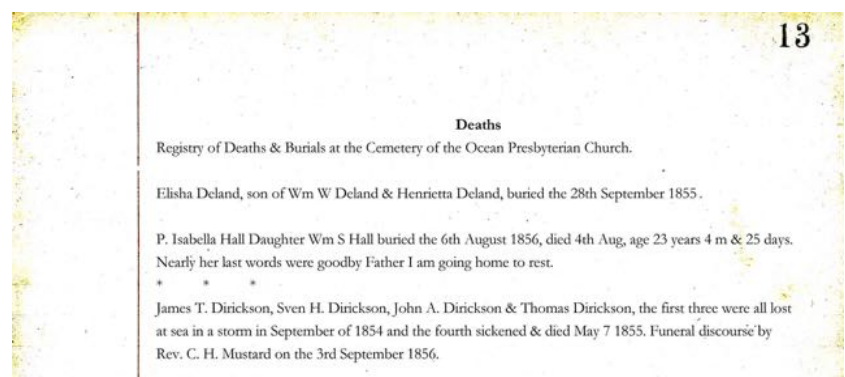 13
Deaths
Registry of Deaths & Burials at the Cemetery of the Ocean Presbyterian Church.
Elisha Deland, son of Wm W Deland & Henrietta Deland, buried the 28th September 1855.
P. Isabella Hall Daughter Wm S Hall buried the 6th August 1856, died 4th Aug, age 23 years 4 m & 25 days.
Nearly her last words were goodby Father I am going home to rest.
* * *
James T. Dirickson, Sven H. Dirickson, John A. Dirickson & Thomas Dirickson, the first three were all lost
at sea in a storm in September of 1854 and the fourth sickened & died May 7 1855. Funeral discourse by
Rev. C. H. Mustard on the 3rd September 1856.